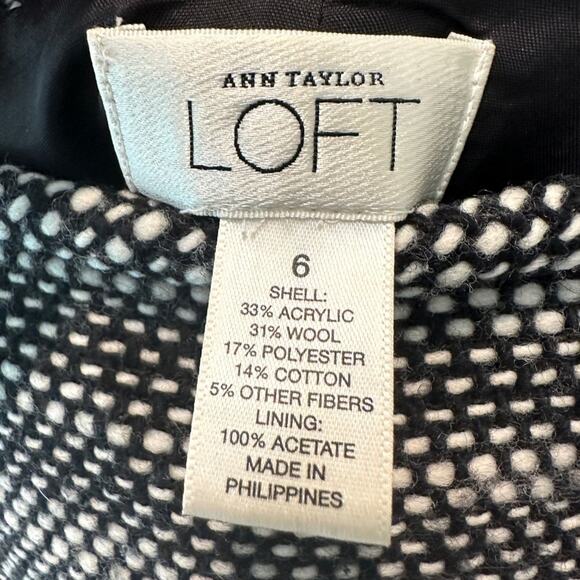 ANN TAYLOR
LOFT
6
SHELL:
33% ACRYLIC
31% WOOL
17% POLYESTER
14% COTTON
5% OTHER FIBERS
LINING:
100% ACETATE
MADE IN
PHILIPPINES